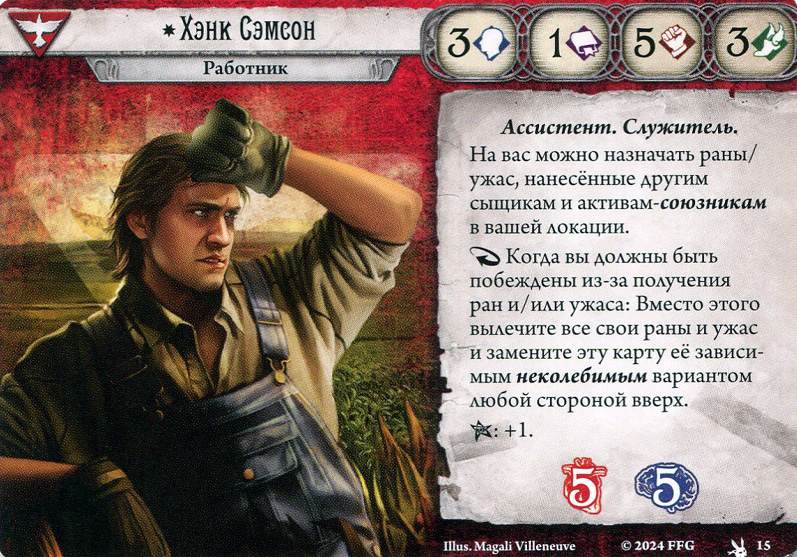 Хэнк Сэмсон
Работник
3 1 5 3
Ассистент. Служитель.
На вас можно назначать раны/
ужас, нанесённые другим
сыщикам и активам-союзникам
в вашей локации.
Когда вы должны быть
побеждены из-за получения
ран и/или ужаса: Вместо этого
вылечите все свои раны и ужас
и замените эту карту её зависи-
мым неколебимым вариантом
любой стороной вверх.
: +1.
5 5
Illus. Magali Villeneuve © 2024 FFG 15